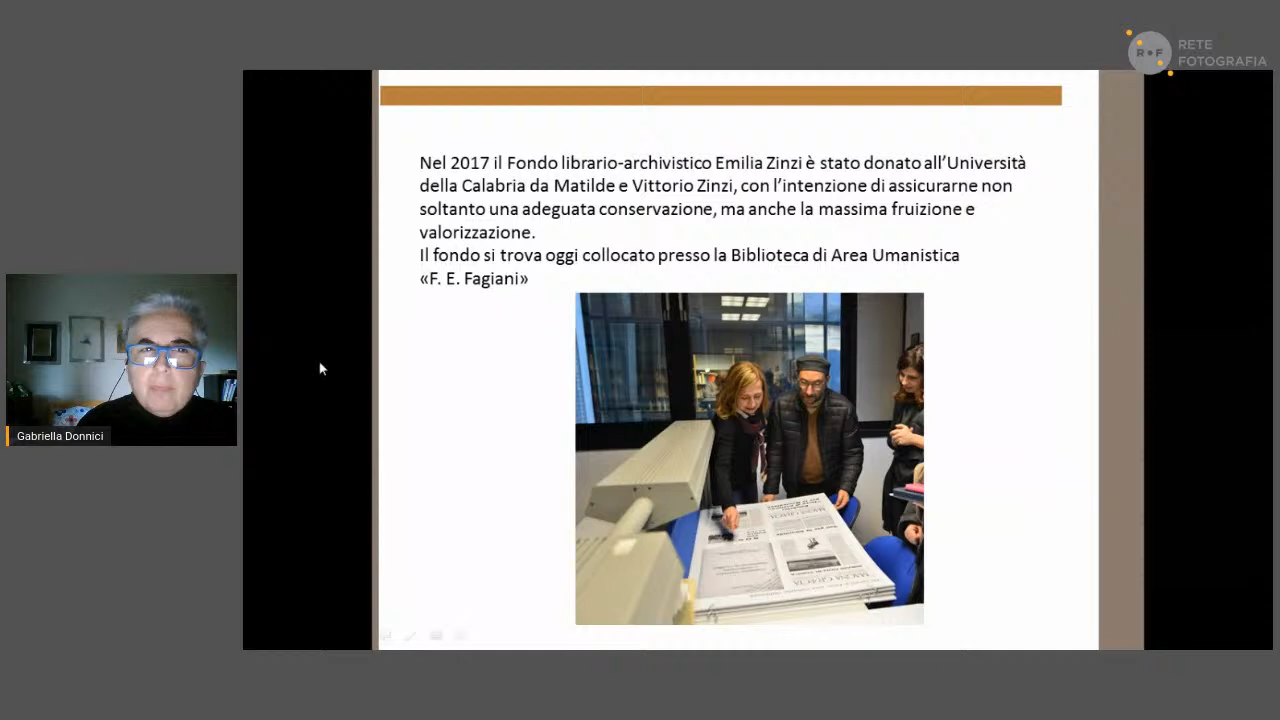 R F
RETE
FOTOGRAFIA
Nel 2017 il Fondo librario-archivistico Emilia Zinzi è stato donato all’Università
della Calabria da Matilde e Vittorio Zinzi, con l’intenzione di assicurarne non
soltanto una adeguata conservazione, ma anche la massima fruizione e
valorizzazione.
Il fondo si trova oggi collocato presso la Biblioteca di Area Umanistica
«F. E. Fagiani»
Gabriella Donnici